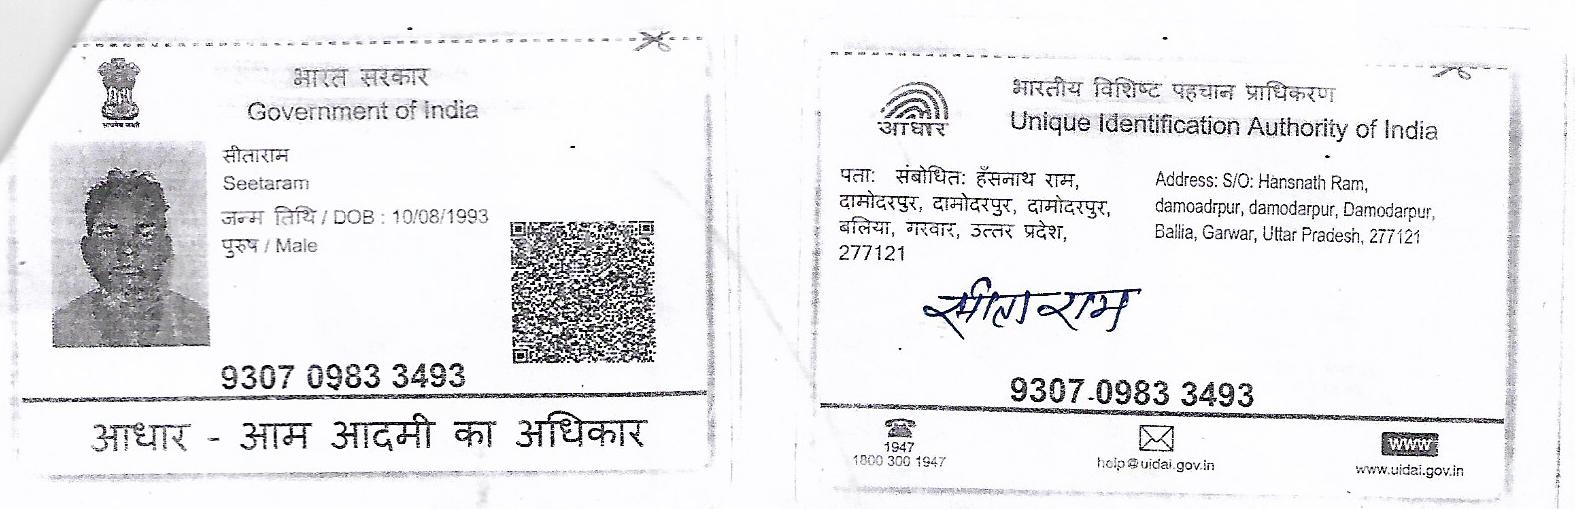 भारत सरकार
Government of India
सीताराम
Seetaram
जन्म तिथि / DOB : 10/08/1993
पुरुष / Male
9307 0983 3493
आधार - आम आदमी का अधिकार
आधार
भारतीय विशिष्ट पहचान प्राधिकरण
Unique Identification Authority of India
पता: संबोधित: हँसनाथ राम,
दामोदरपुर, दामोदरपुर, दामोदरपुर,
बलिया, गरवार, उत्तर प्रदेश,
277121
Address: S/O: Hansnath Ram,
damoadrpur, damodarpur, Damodarpur,
Ballia, Garwar, Uttar Pradesh, 277121
सीताराम
9307 0983 3493
1947
1800 300 1947
help@uidai.gov.in
www
www.uidai.gov.in